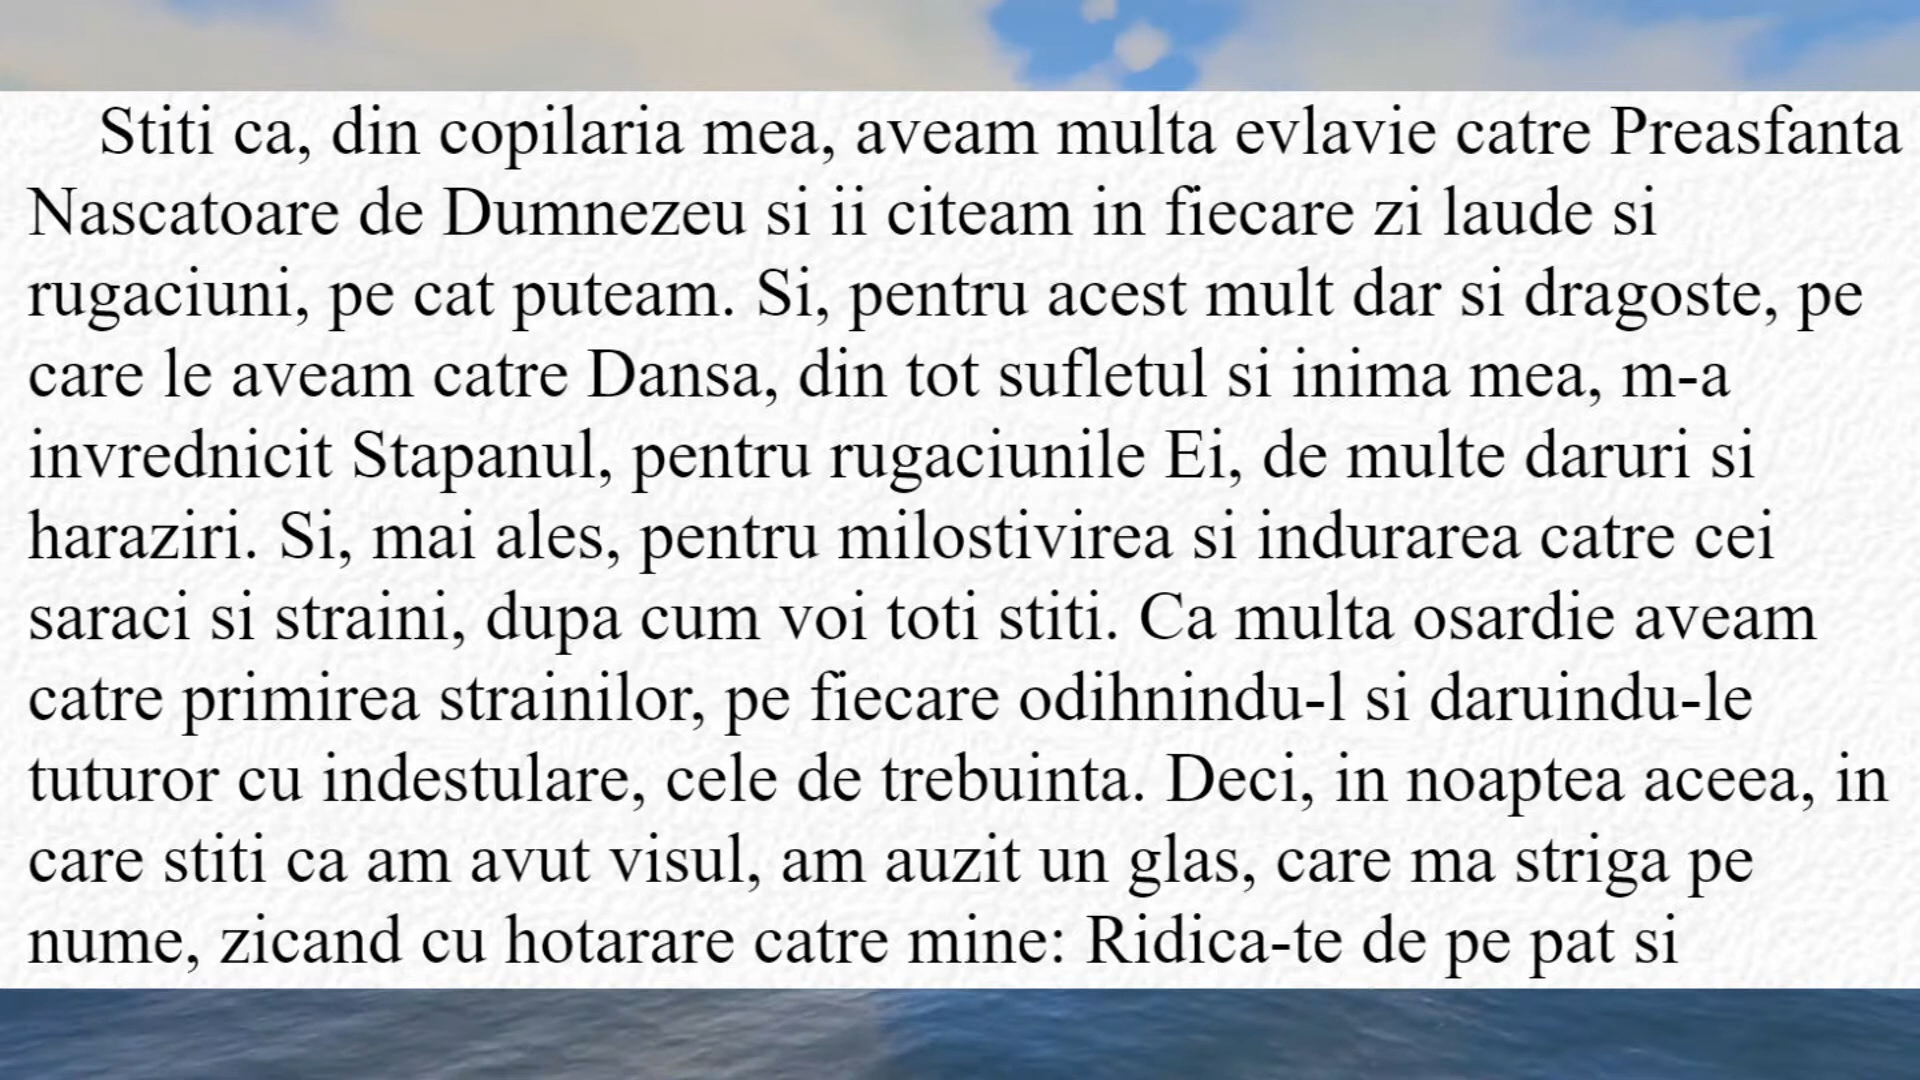 Stiti ca, din copilaria mea, aveam multa evlavie catre Preasfanta
Nascatoare de Dumnezeu si ii citeam in fiecare zi laude si
rugaciuni, pe cat puteam. Si, pentru acest mult dar si dragoste, pe
care le aveam catre Dansa, din tot sufletul si inima mea, m-a
invrednicit Stapanul, pentru rugaciunile Ei, de multe daruri si
haraziri. Si, mai ales, pentru milostivirea si indurarea catre cei
saraci si straini, dupa cum voi toti stiti. Ca multa osardie aveam
catre primirea strainilor, pe fiecare odihnindu-l si daruindu-le
tuturor cu indestulare, cele de trebuinta. Deci, in noaptea aceea, in
care stiti ca am avut visul, am auzit un glas, care ma striga pe
nume, zicand cu hotarare catre mine: Ridica-te de pe pat si